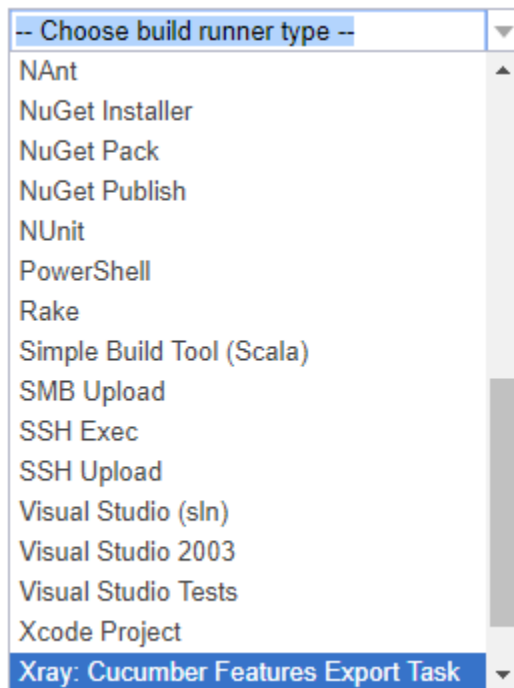 -- Choose build runner type --
NAnt
NuGet Installer
NuGet Pack
NuGet Publish
NUnit
PowerShell
Rake
Simple Build Tool (Scala)
SMB Upload
SSH Exec
SSH Upload
Visual Studio (sln)
Visual Studio 2003
Visual Studio Tests
Xcode Project
Xray: Cucumber Features Export Task